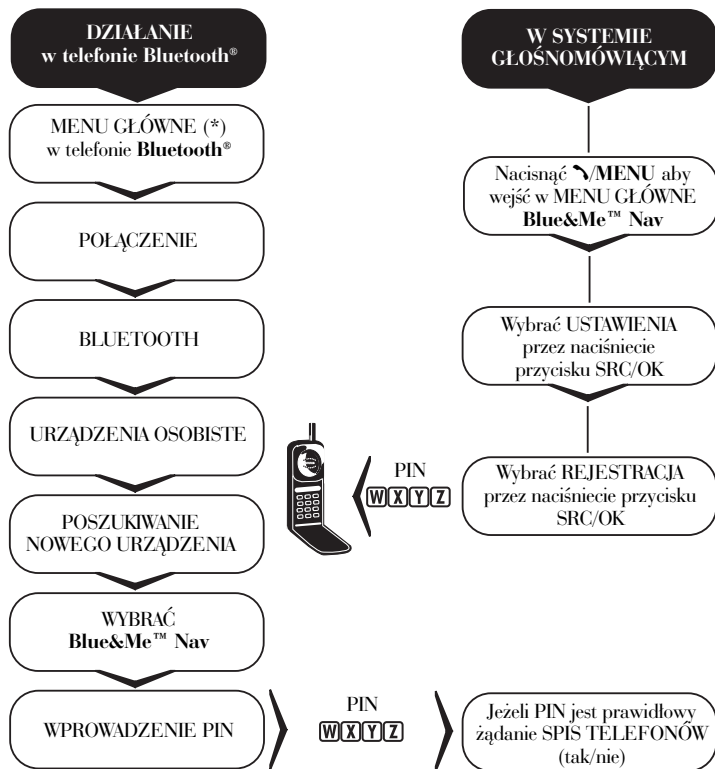 DZIAŁANIE
w telefonie Bluetooth®
MENU GŁÓWNE (*)
w telefonie Bluetooth®
POŁĄCZENIE
BLUETOOTH
URZĄDZENIA OSOBISTE
POSZUKIWANIE
NOWEGO URZĄDZENIA
WYBRAĆ
Blue&Me™ Nav
WPROWADZENIE PIN
PIN
WXYZ
W SYSTEMIE
GŁOŚNOMÓWIĄCYM
Nacisnąć /MENU aby
wejść w MENU GŁÓWNE
Blue&Me™ Nav
Wybrać USTAWIENIA
przez naciśniecie
przycisku SRC/OK
Wybrać REJESTRACJA
przez naciśniecie przycisku
SRC/OK
PIN
WXYZ
Jeżeli PIN jest prawidłowy
żądanie SPIS TELEFONÓW
(tak/nie)